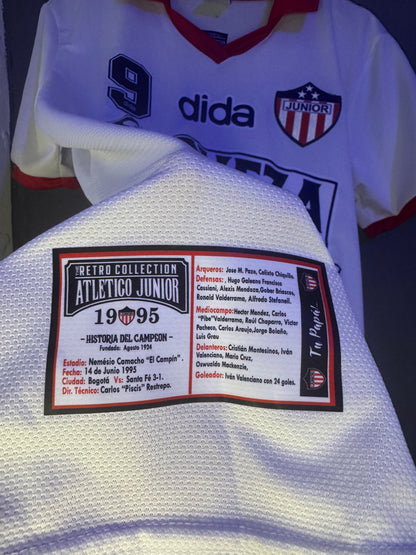 9
dida
JUNIOR
THE RETRO COLLECTION
ATLETICO JUNIOR
1995
- HISTORIA DEL CAMPEON -
Fundado: Agosto 1924
Estadio: Nemésio Camacho "El Campin".
Fecha: 14 de Junio 1995
Ciudad: Bogotá Vs: Santa Fé 3-1.
Dir. Técnico: Carlos "Piscis" Restrepo.
Arqueros: Jose M. Pazo, Calixto Chiquillo.
Defensas: , Hugo Galeano Francisco
Cassiani, Alexis Mendoza,Gober Briascos,
Ronald Valderrama, Alfredo Stefanell.
Mediocampo:Hector Mendez, Carlos
"Pibe"Valderrama, Raúl Chaparro, Victor
Pacheco, Carlos Araujo,Jorge Bolaño,
Luis Grau
Delanteros: Cristián Montesinos, Iván
Valenciano, Mario Cruz,
Oswaldo Mackenzie,
Goleador: Iván Valenciano con 24 goles.
Tu Papá!